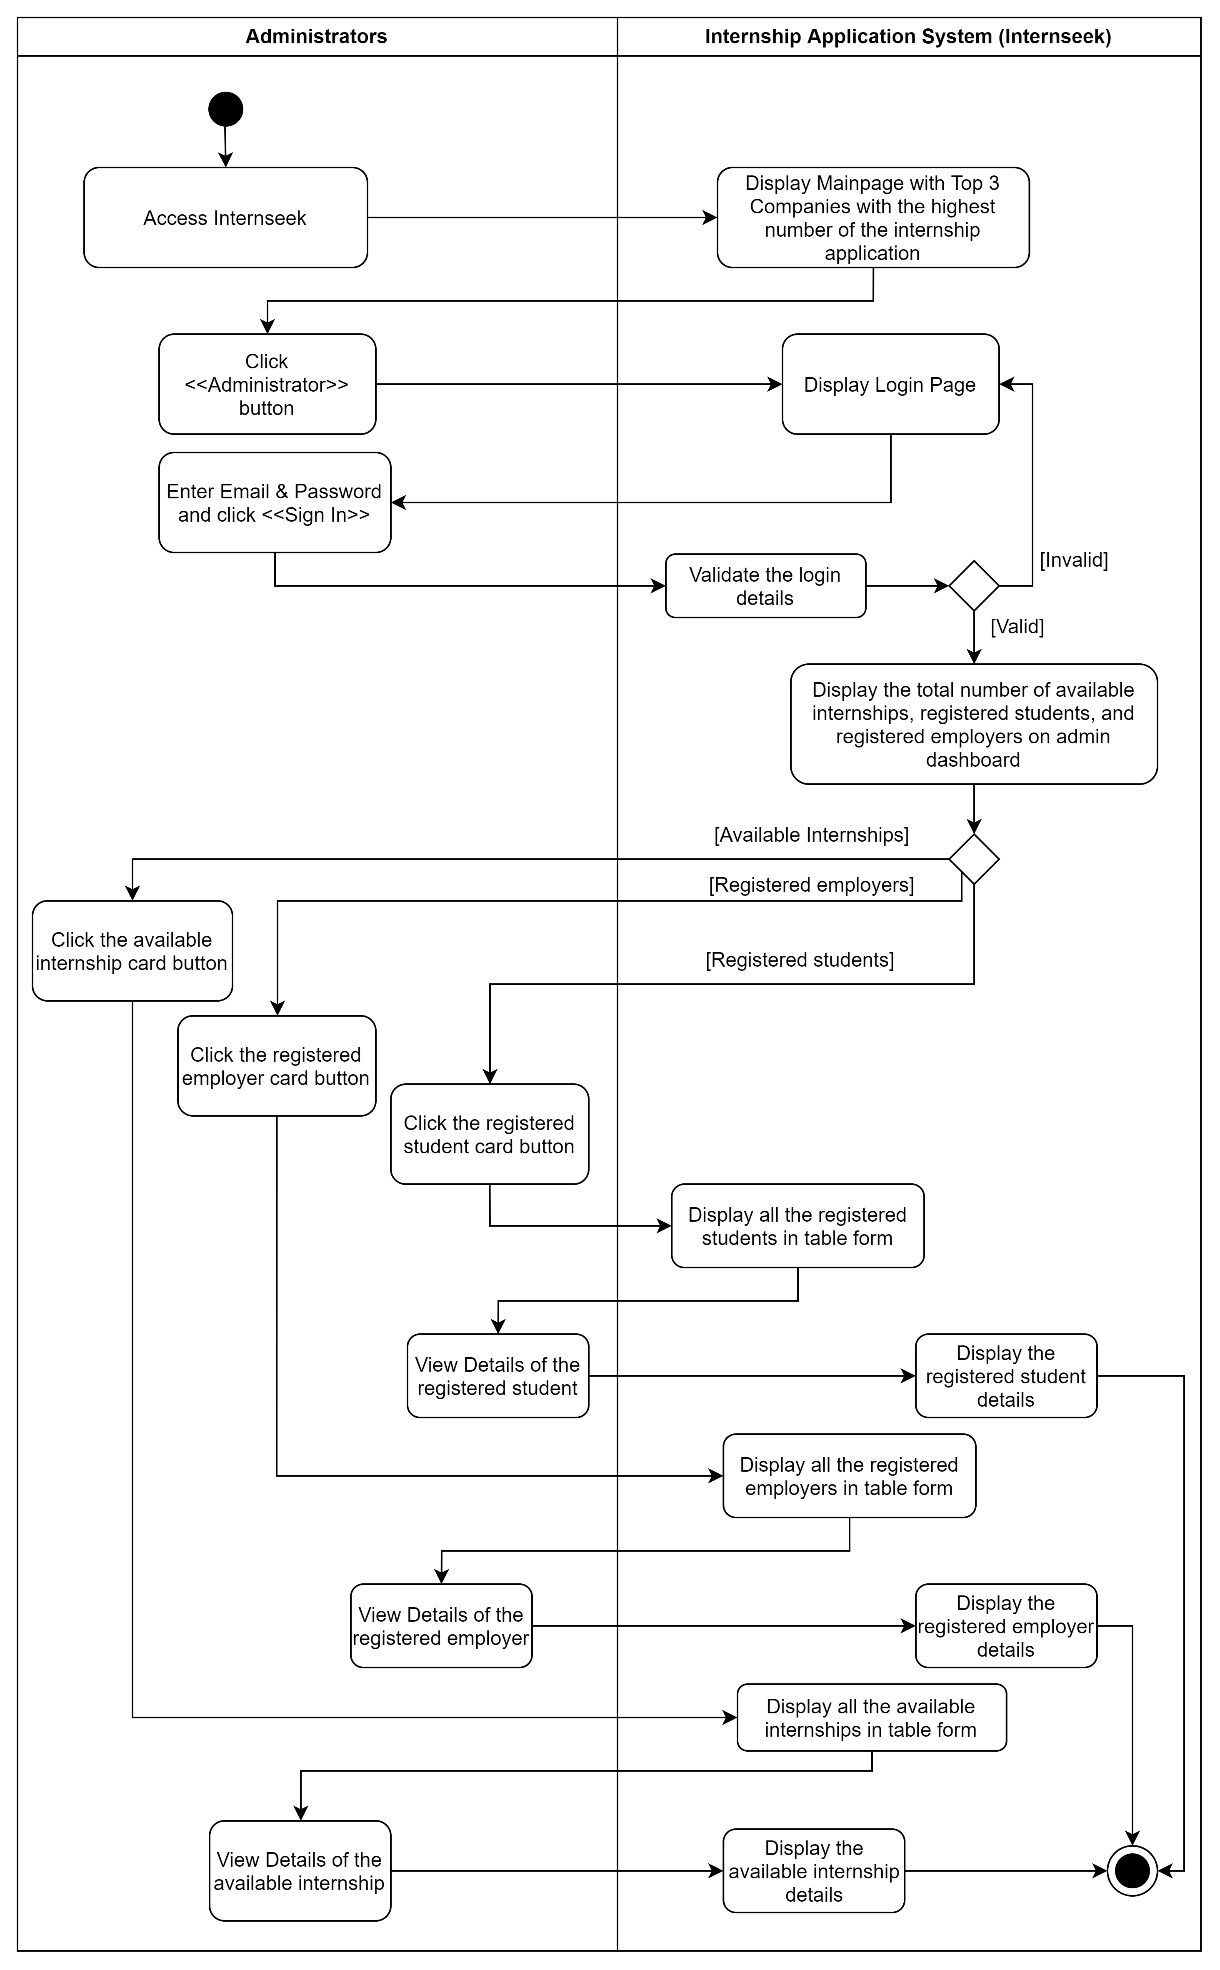 Administrators
Internship Application System (Internseek)
Access Internseek
Display Mainpage with Top 3
Companies with the highest
number of the internship
application
Click
<<Administrator>>
button
Display Login Page
Enter Email & Password
and click <<Sign In>>
[Invalid]
Validate the login
details
[Valid]
Display the total number of available
internships, registered students, and
registered employers on admin
dashboard
[Available Internships]
[Registered employers]
Click the available
internship card button
[Registered students]
Click the registered
employer card button
Click the registered
student card button
Display all the registered
students in table form
View Details of the
registered student
Display the
registered student
details
Display all the registered
employers in table form
View Details of the
registered employer
Display the
registered employer
details
Display all the available
internships in table form
View Details of the
available internship
Display the
available internship
details